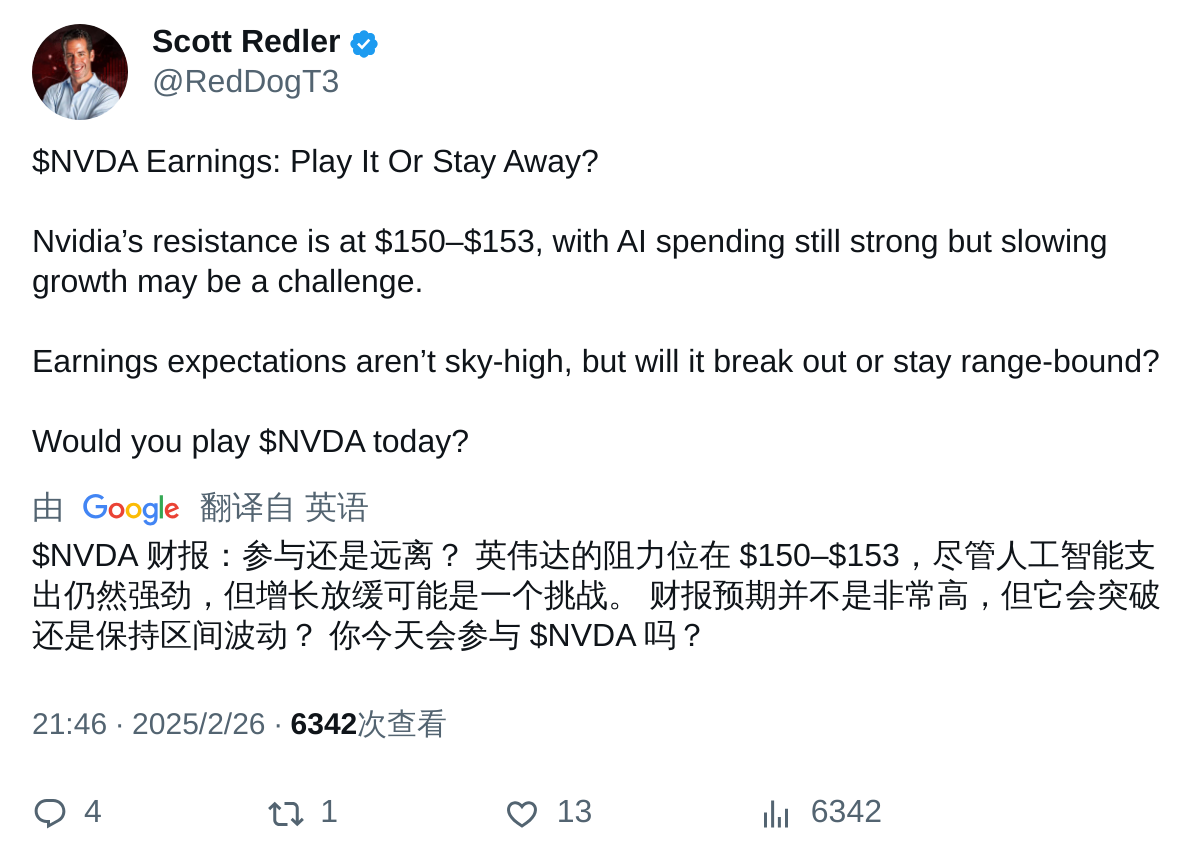 Scott Redler
@RedDogT3
$NVDA Earnings: Play It Or Stay Away?
Nvidia’s resistance is at $150–$153, with AI spending still strong but slowing
growth may be a challenge.
Earnings expectations aren’t sky-high, but will it break out or stay range-bound?
Would you play $NVDA today?
由 Google 翻译自 英语
$NVDA 财报：参与还是远离？ 英伟达的阻力位在 $150–$153，尽管人工智能支
出仍然强劲，但增长放缓可能是一个挑战。 财报预期并不是非常高，但它会突破
还是保持区间波动？ 你今天会参与 $NVDA 吗？
21:46 · 2025/2/26 · 6342次查看
4 1 13 6342